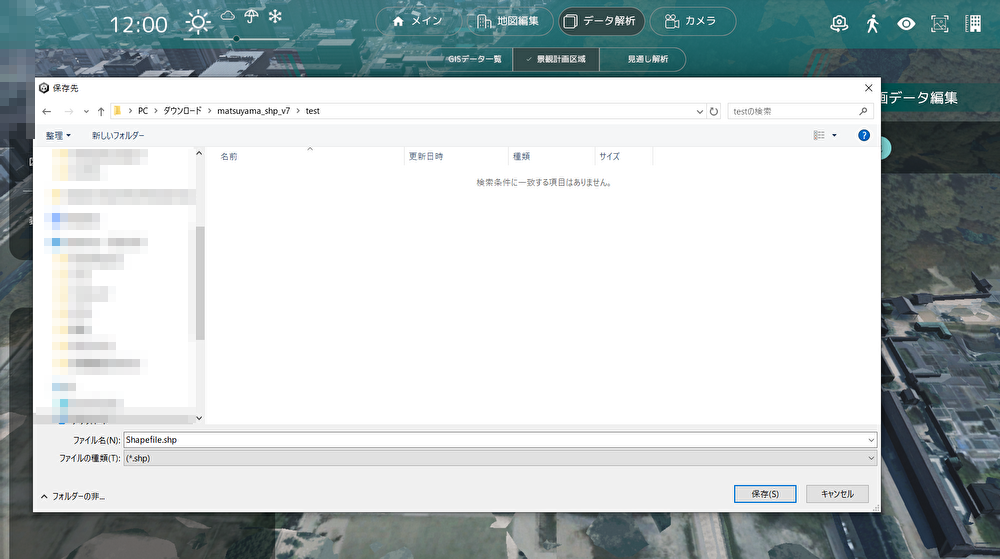 12:00
メイン
地図編集
データ解析
カメラ
GISデータ一覧
✓ 景観計画区域
見通し解析
保存先
PC › ダウンロード › matsuyama_shp_v7 › test
testの検索
画データ編集
整理
新しいフォルダー
名前
更新日時
種類
サイズ
検索条件に一致する項目はありません。
ファイル名(N):
Shapefile.shp
ファイルの種類(T):
(*.shp)
フォルダーの非...
保存(S)
キャンセル